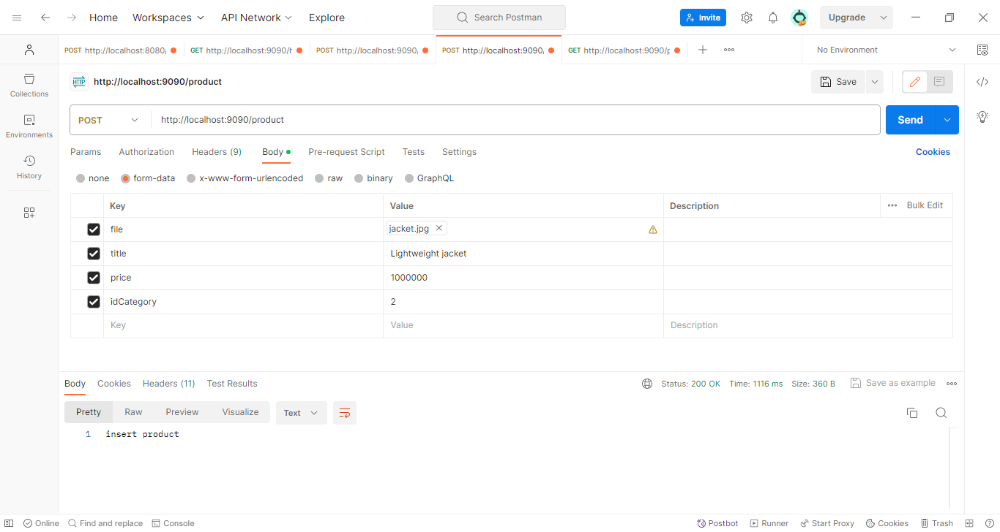 Home Workspaces API Network Explore Search Postman Invite Upgrade
POST http://localhost:8080/ GET http://localhost:9090/h POST http://localhost:9090/ POST http://localhost:9090/ GET http://localhost:9090/p No Environment
HTTP http://localhost:9090/product Save
POST http://localhost:9090/product Send
Collections
Environments
History
Params Authorization Headers (9) Body Pre-request Script Tests Settings Cookies
none form-data x-www-form-urlencoded raw binary GraphQL
Key Value Description Bulk Edit
file jacket.jpg
title Lightweight jacket
price 1000000
idCategory 2
Key Value Description
Body Cookies Headers (11) Test Results Status: 200 OK Time: 1116 ms Size: 360 B Save as example
Pretty Raw Preview Visualize Text
1 insert product
Online Find and replace Console Postbot Runner Start Proxy Cookies Trash